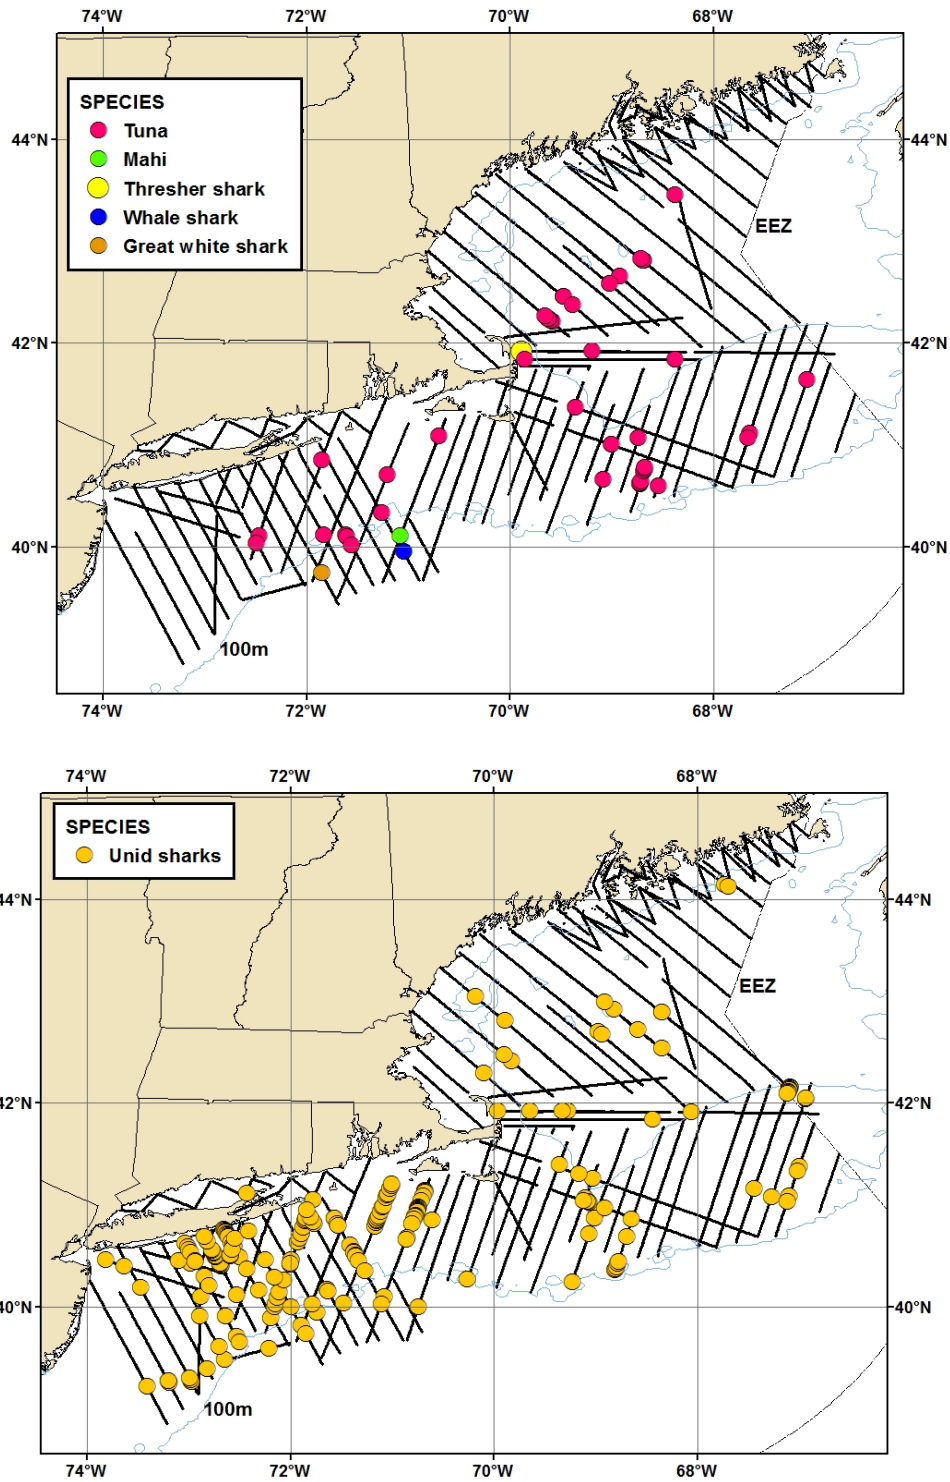 74°W 72°W 70°W 68°W
SPECIES
Tuna
Mahi
Thresher shark
Whale shark
Great white shark
44°N 44°N
EEZ
42°N 42°N
40°N 40°N
100m
74°W 72°W 70°W 68°W
74°W 72°W 70°W 68°W
SPECIES
Unid sharks
44°N 44°N
EEZ
42°N 42°N
40°N 40°N
100m
74°W 72°W 70°W 68°W